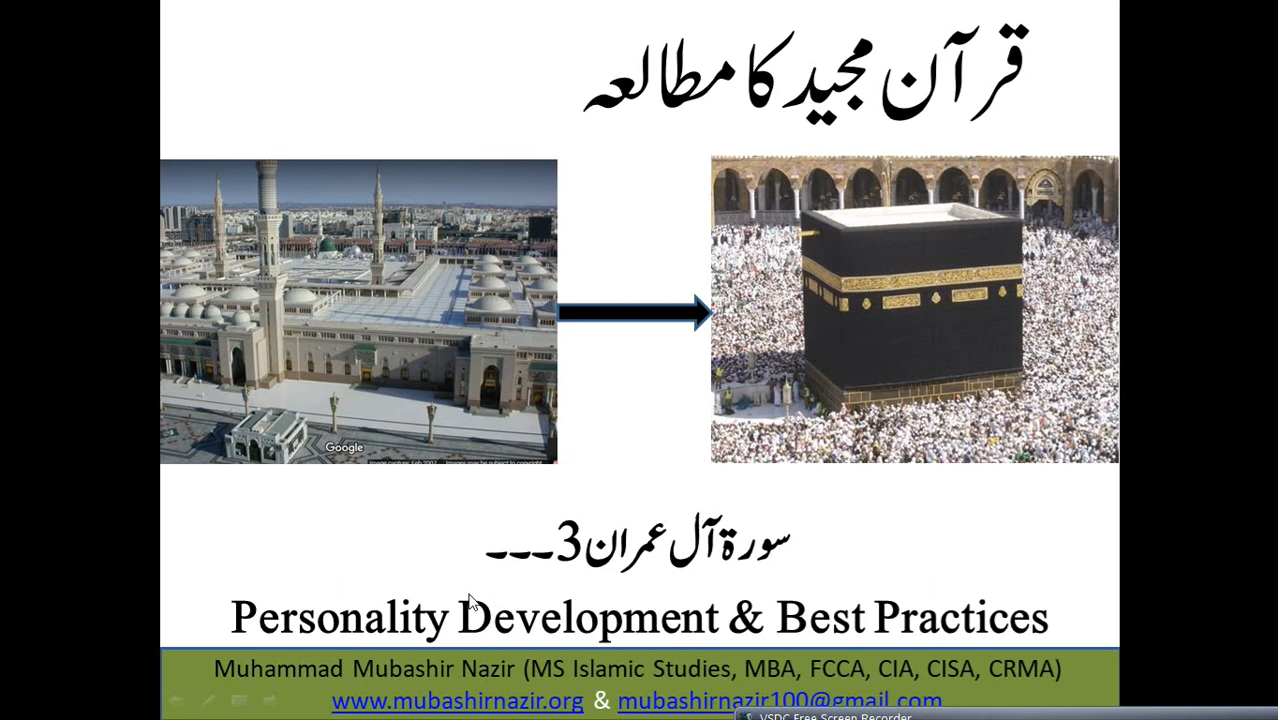 قرآن مجید کا مطالعہ
Google
سورۃ آل عمران 3۔۔۔
Personality Development & Best Practices
Muhammad Mubashir Nazir (MS Islamic Studies, MBA, FCCA, CIA, CISA, CRMA)
www.mubashirnazir.org & mubashirnazir100@gmail.com
VSDC Free Screen Recorder